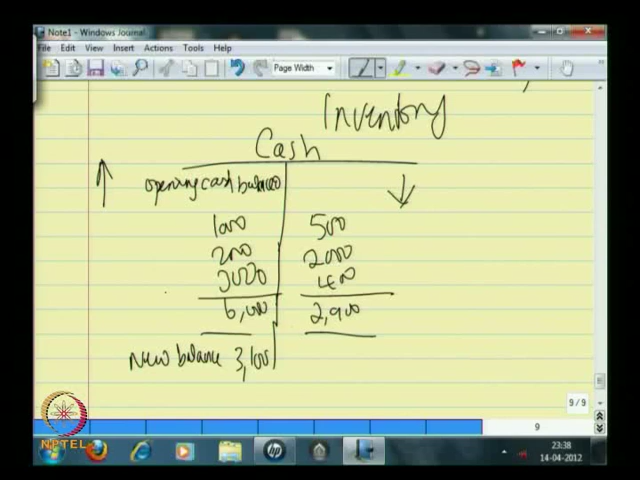 Note1 - Windows Journal
File Edit View Insert Actions Tools Help
Page Width
Inventory
Cash
opening cash balance
1000 500
2000 2000
3000 400
6,000 2,900
New balance 3,100
9/9
9
NPTEL
23:38
14-04-2012